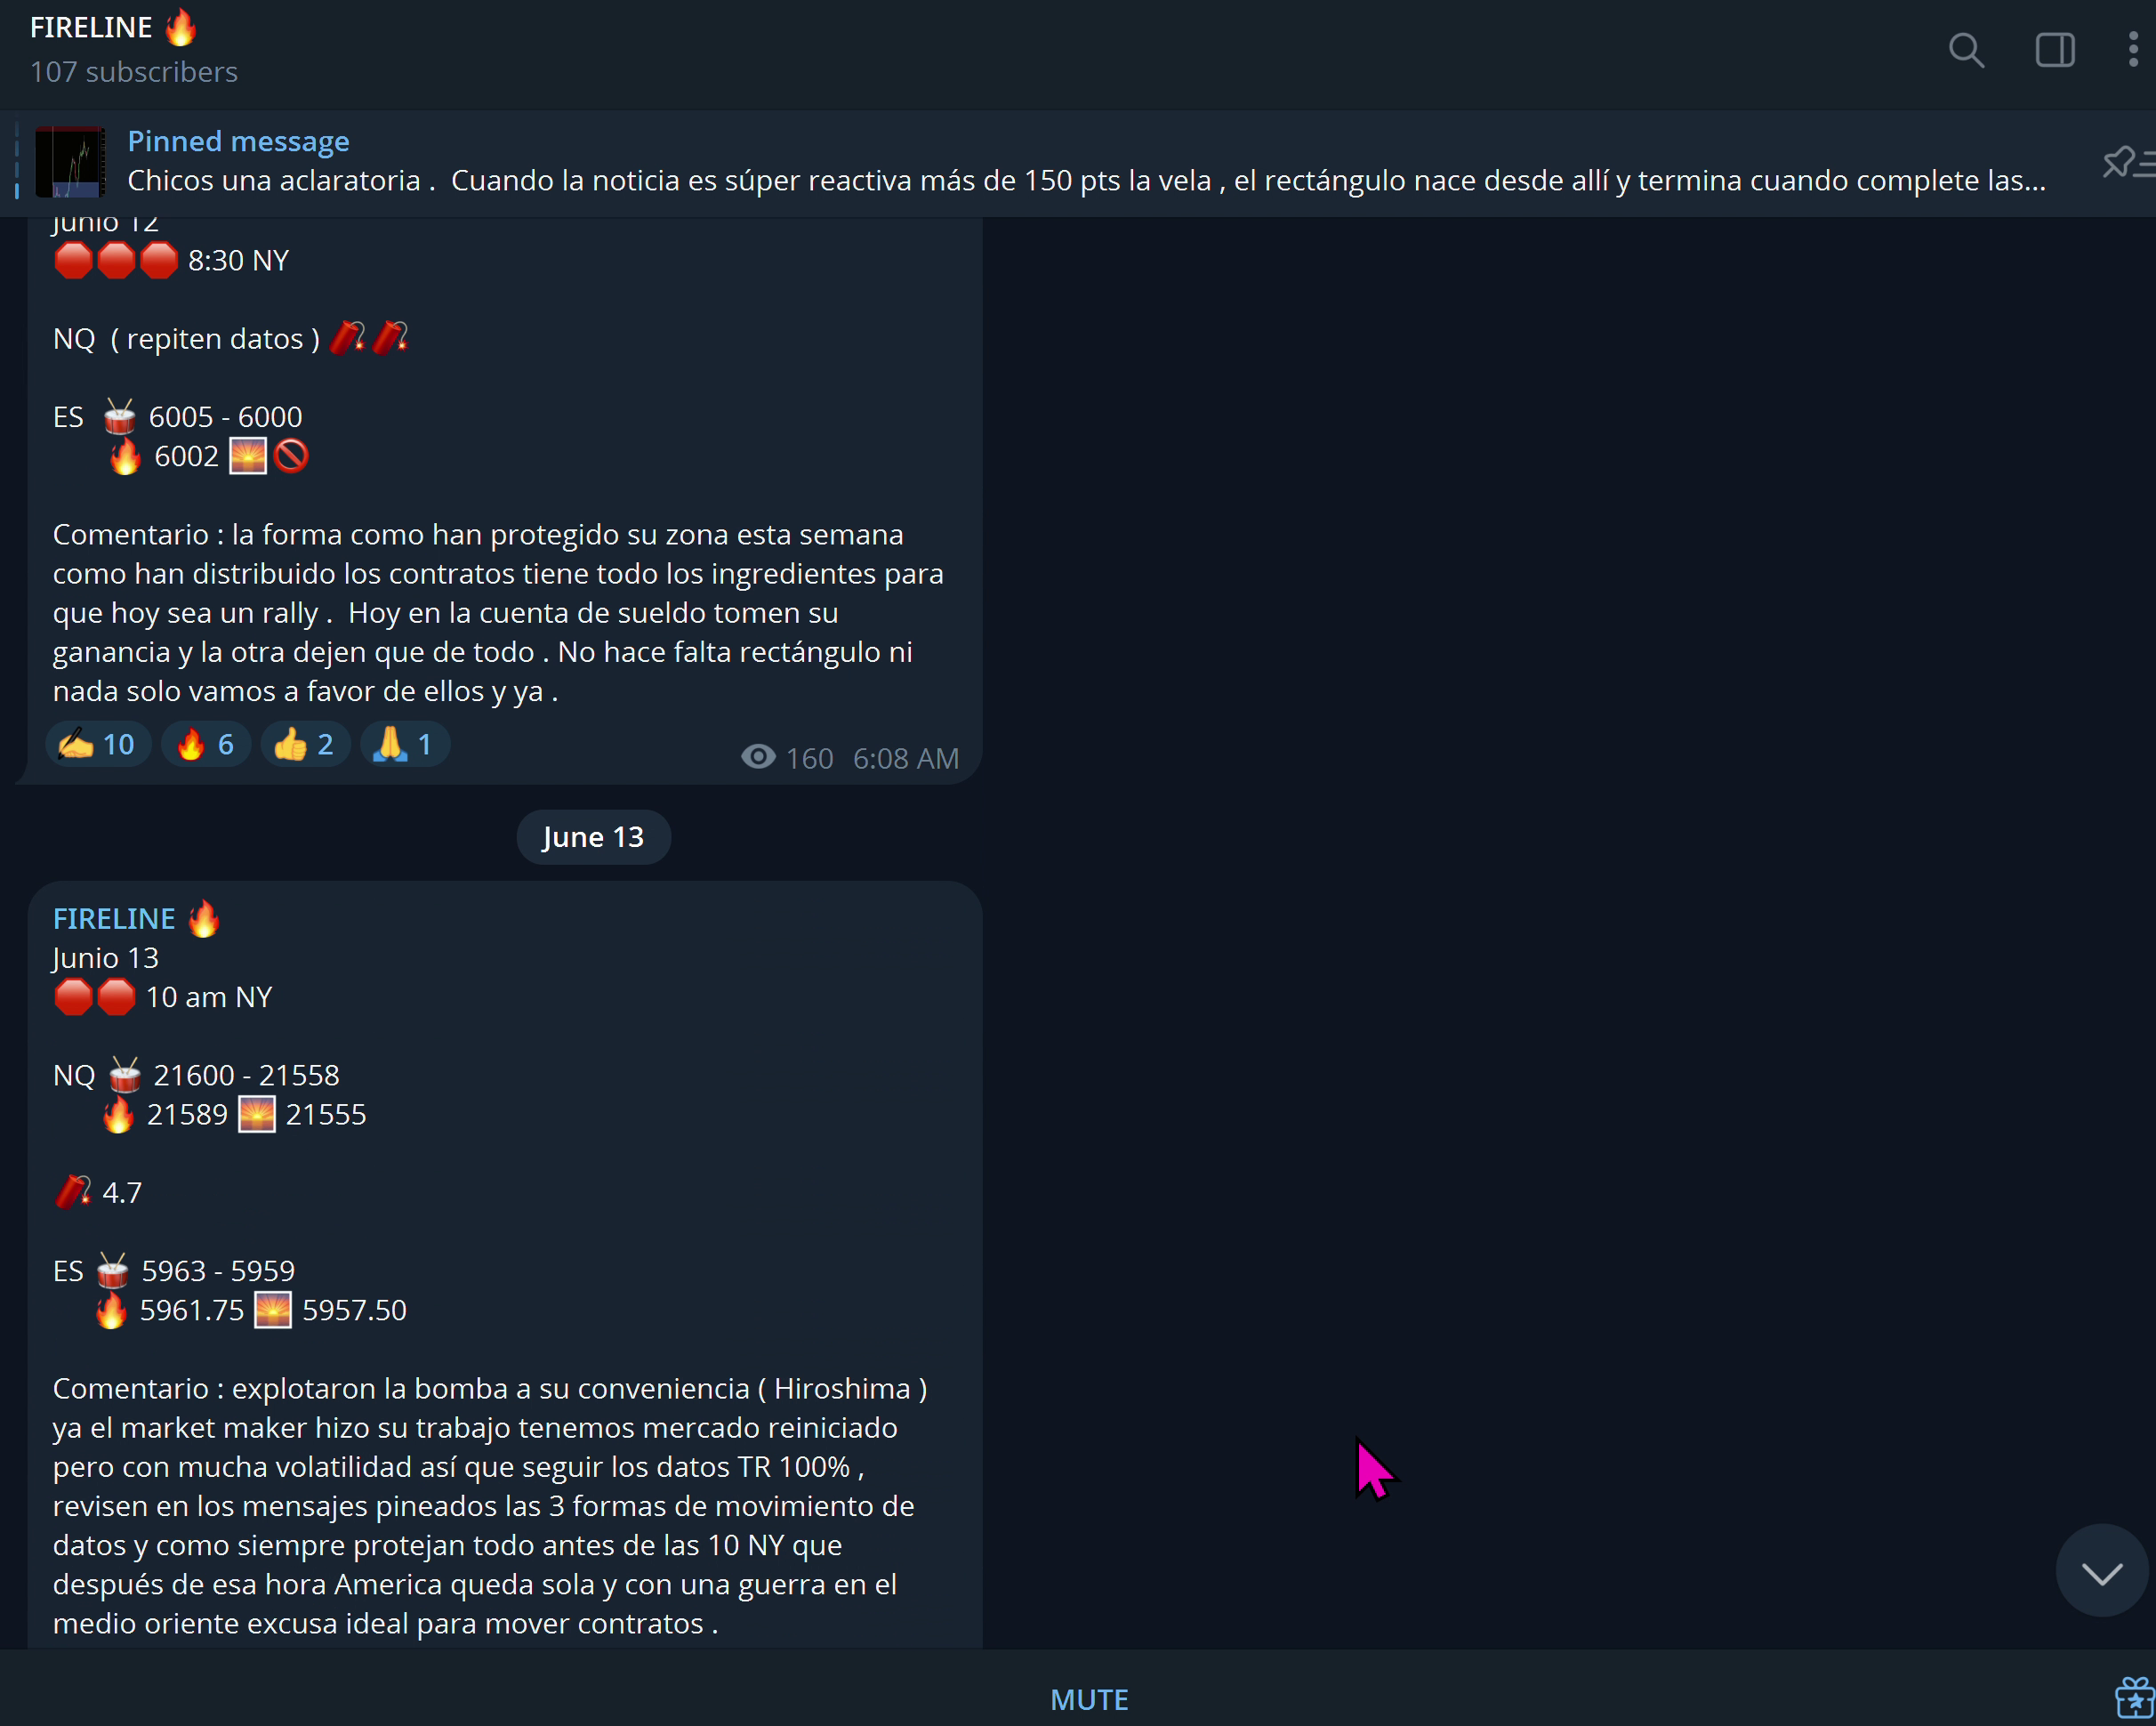 FIRELINE 🔥
107 subscribers
Pinned message
Chicos una aclaratoria .  Cuando la noticia es súper reactiva más de 150 pts la vela , el rectángulo nace desde allí y termina cuando complete las...
Junio 12
🛑🛑🛑 8:30 NY
NQ  ( repiten datos ) 🧨🧨
ES 🥁 6005 - 6000
🔥 6002 🌅🚫
Comentario : la forma como han protegido su zona esta semana
como han distribuido los contratos tiene todo los ingredientes para
que hoy sea un rally .  Hoy en la cuenta de sueldo tomen su
ganancia y la otra dejen que de todo . No hace falta rectángulo ni
nada solo vamos a favor de ellos y ya .
✍️ 10 🔥 6 👍 2 🙏 1
160 6:08 AM
June 13
FIRELINE 🔥
Junio 13
🛑🛑 10 am NY
NQ 🥁 21600 - 21558
🔥 21589 🌅 21555
🧨 4.7
ES 🥁 5963 - 5959
🔥 5961.75 🌅 5957.50
Comentario : explotaron la bomba a su conveniencia ( Hiroshima )
ya el market maker hizo su trabajo tenemos mercado reiniciado
pero con mucha volatilidad así que seguir los datos TR 100% ,
revisen en los mensajes pineados las 3 formas de movimiento de
datos y como siempre protejan todo antes de las 10 NY que
después de esa hora America queda sola y con una guerra en el
medio oriente excusa ideal para mover contratos .
MUTE